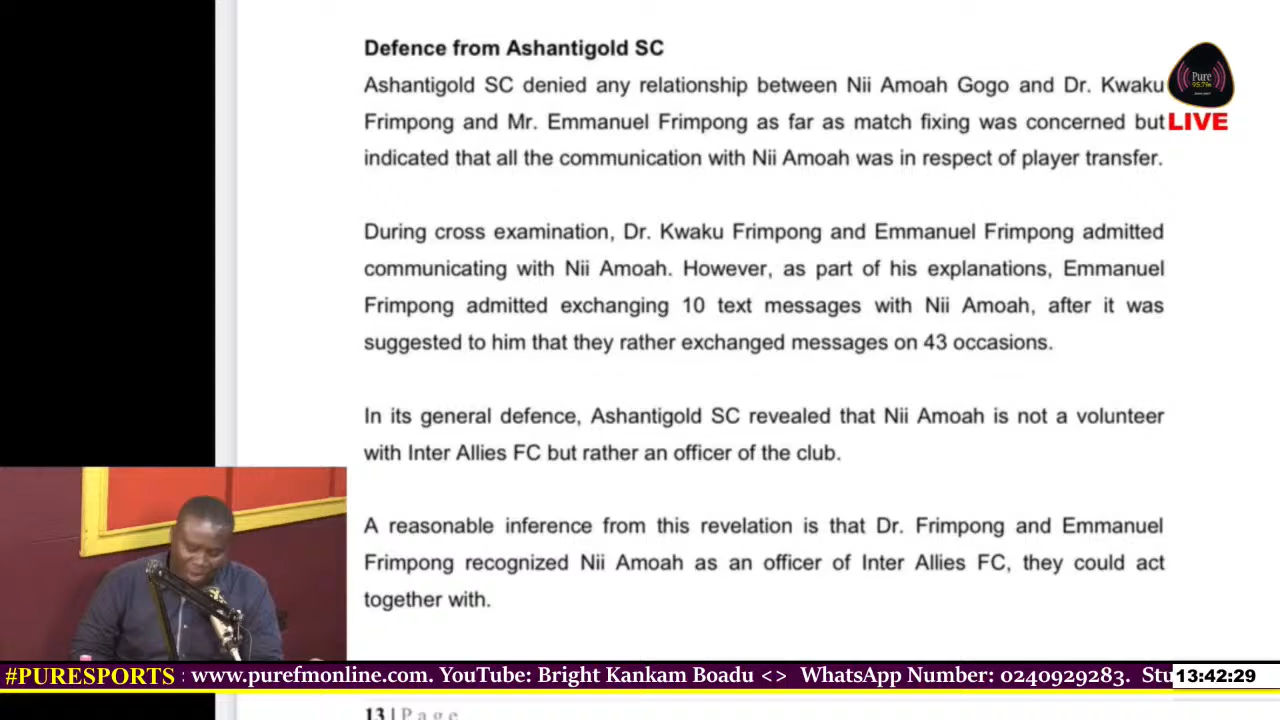 Defence from Ashantigold SC
Ashantigold SC denied any relationship between Nii Amoah Gogo and Dr. Kwaku
Frimpong and Mr. Emmanuel Frimpong as far as match fixing was concerned but
indicated that all the communication with Nii Amoah was in respect of player transfer.
During cross examination, Dr. Kwaku Frimpong and Emmanuel Frimpong admitted
communicating with Nii Amoah. However, as part of his explanations, Emmanuel
Frimpong admitted exchanging 10 text messages with Nii Amoah, after it was
suggested to him that they rather exchanged messages on 43 occasions.
In its general defence, Ashantigold SC revealed that Nii Amoah is not a volunteer
with Inter Allies FC but rather an officer of the club.
A reasonable inference from this revelation is that Dr. Frimpong and Emmanuel
Frimpong recognized Nii Amoah as an officer of Inter Allies FC, they could act
together with.
13 | Page
Pure
95.7fm
LIVE
#PURESPORTS : www.purefmonline.com. YouTube: Bright Kankam Boadu <> WhatsApp Number: 0240929283. Stu
13:42:29